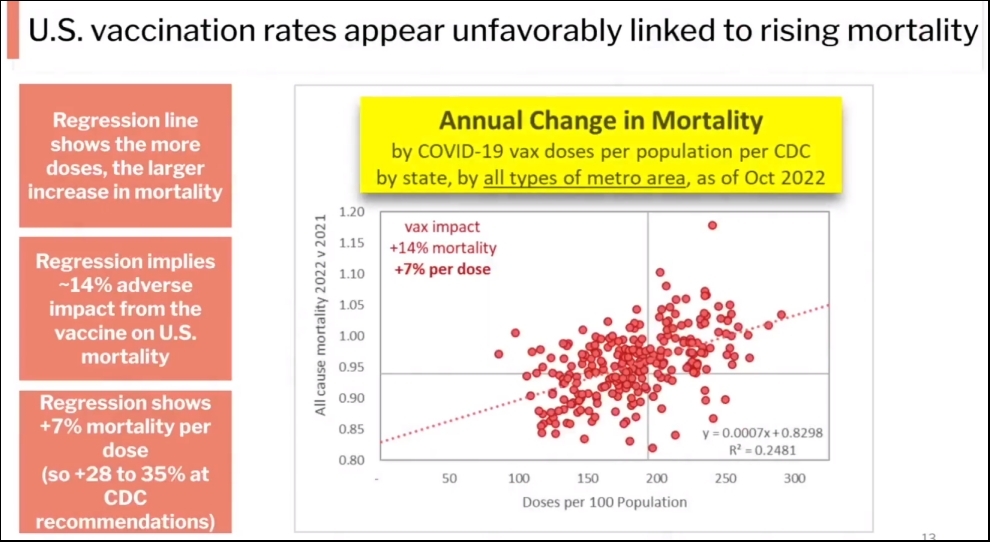 U.S. vaccination rates appear unfavorably linked to rising mortality
Regression line
shows the more
doses, the larger
increase in mortality
Regression implies
~14% adverse
impact from the
vaccine on U.S.
mortality
Regression shows
+7% mortality per
dose
(so +28 to 35% at
CDC
recommendations)
Annual Change in Mortality
by COVID-19 vax doses per population per CDC
by state, by all types of metro area, as of Oct 2022
All cause mortality 2022 v 2021
1.20
1.15
1.10
1.05
1.00
0.95
0.90
0.85
0.80
vax impact
+14% mortality
+7% per dose
y = 0.0007x + 0.8298
R² = 0.2481
-
50
100
150
200
250
300
Doses per 100 Population
13